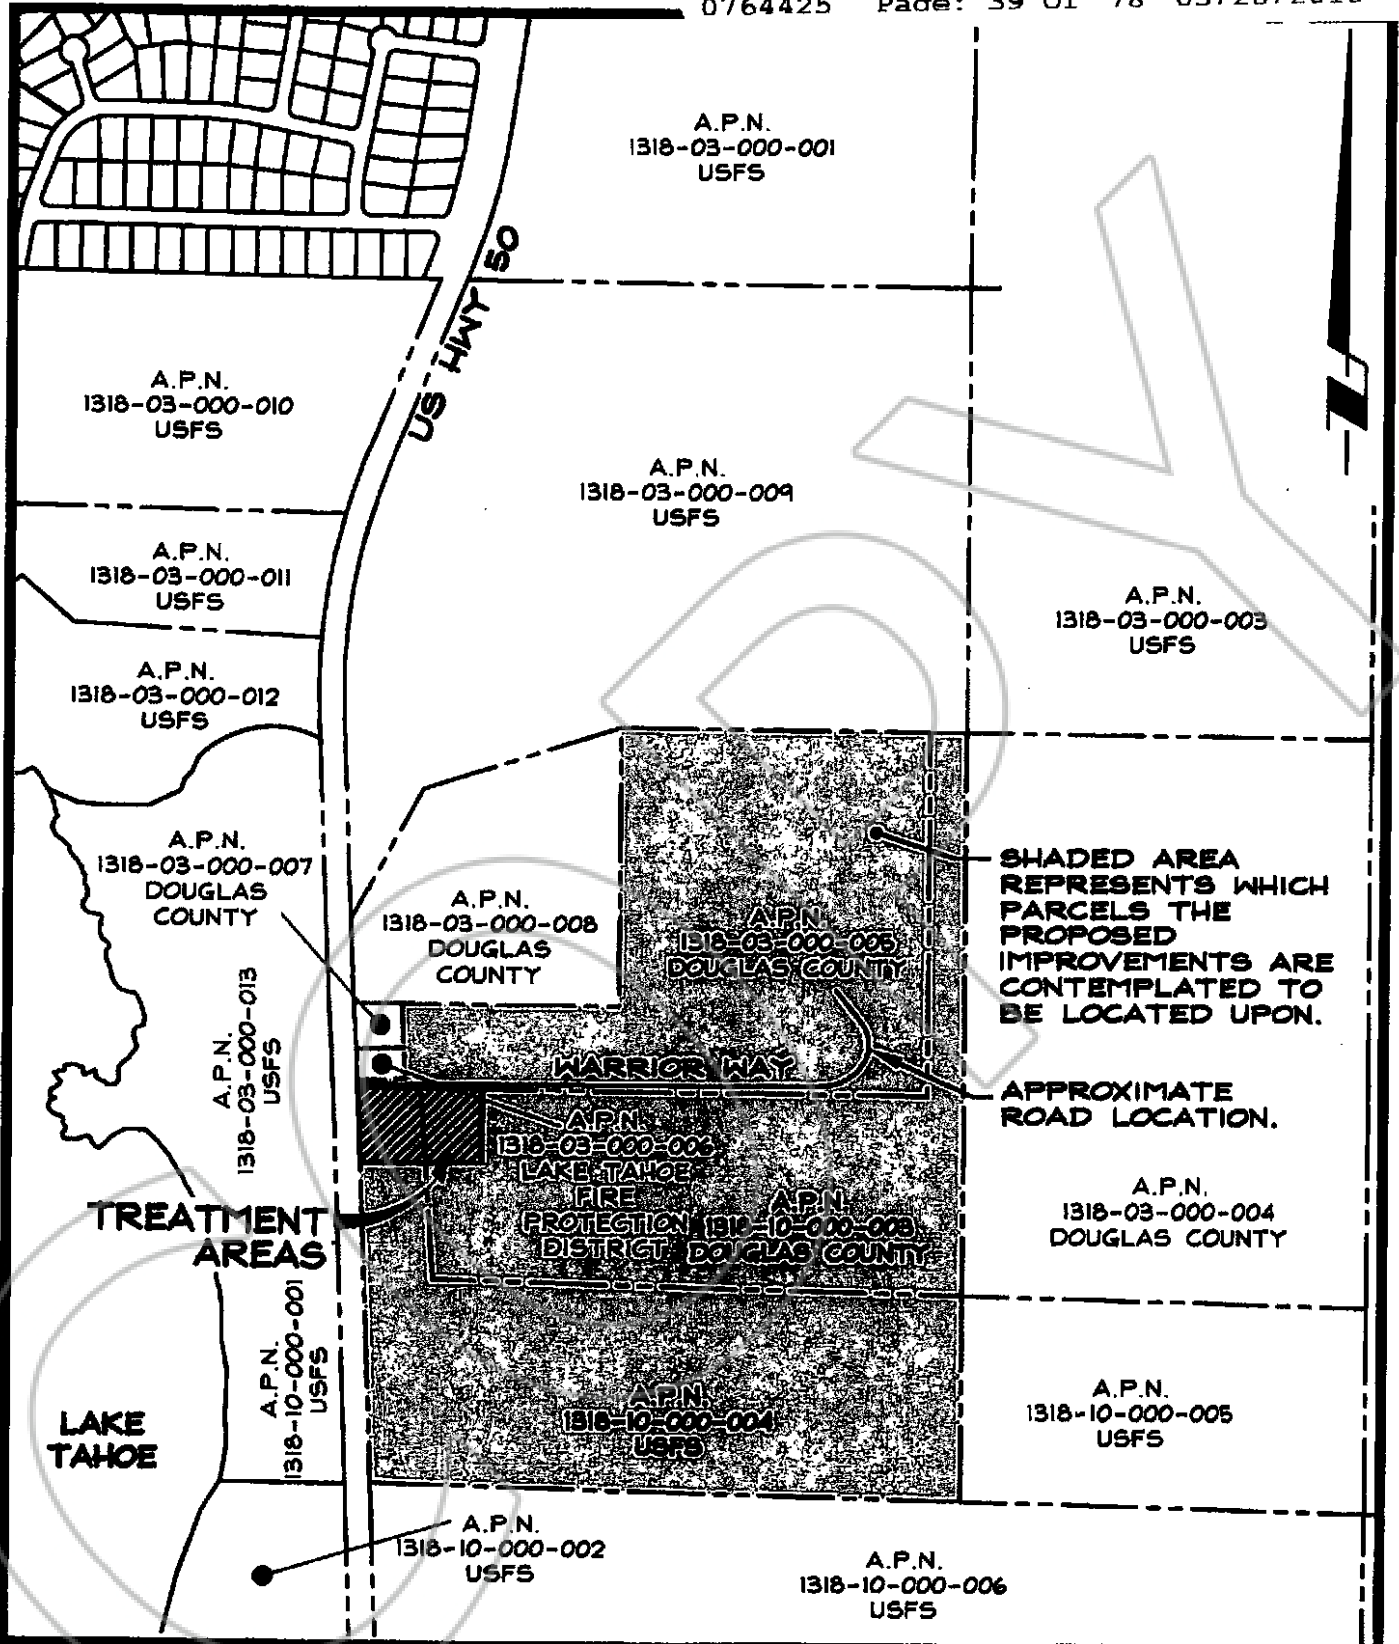 0764425 Page: 39 Of 78
A.P.N.
1318-03-000-001
USFS
US HWY 50
A.P.N.
1318-03-000-010
USFS
A.P.N.
1318-03-000-009
USFS
A.P.N.
1318-03-000-011
USFS
A.P.N.
1318-03-000-003
USFS
A.P.N.
1318-03-000-012
USFS
A.P.N.
1318-03-000-007
DOUGLAS
COUNTY
A.P.N.
1318-03-000-008
DOUGLAS
COUNTY
A.P.N.
1318-03-000-005
DOUGLAS COUNTY
SHADED AREA
REPRESENTS WHICH
PARCELS THE
PROPOSED
IMPROVEMENTS ARE
CONTEMPLATED TO
BE LOCATED UPON.
A.P.N.
1318-03-000-013
USFS
WARRIOR WAY
APPROXIMATE
ROAD LOCATION.
A.P.N.
1318-03-000-006
LAKE TAHOE
FIRE
PROTECTION
DISTRICT
A.P.N.
1318-10-000-003
DOUGLAS COUNTY
A.P.N.
1318-03-000-004
DOUGLAS COUNTY
TREATMENT
AREAS
A.P.N.
1318-10-000-001
USFS
LAKE
TAHOE
A.P.N.
1318-10-000-004
USFS
A.P.N.
1318-10-000-005
USFS
A.P.N.
1318-10-000-002
USFS
A.P.N.
1318-10-000-006
USFS
COPY